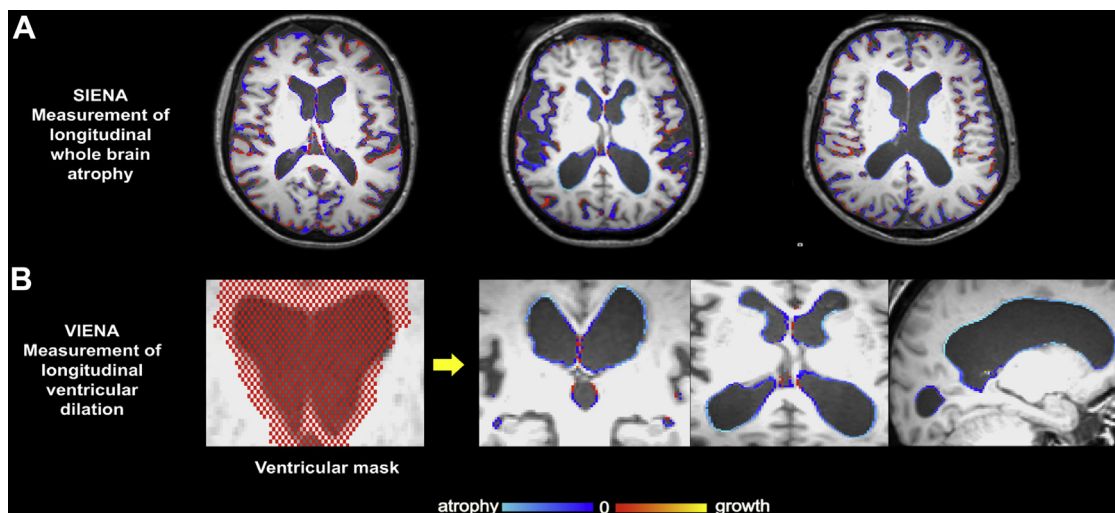 A
SIENA
Measurement of
longitudinal
whole brain
atrophy
B
VIENA
Measurement of
longitudinal
ventricular
dilation
Ventricular mask
atrophy 0 growth